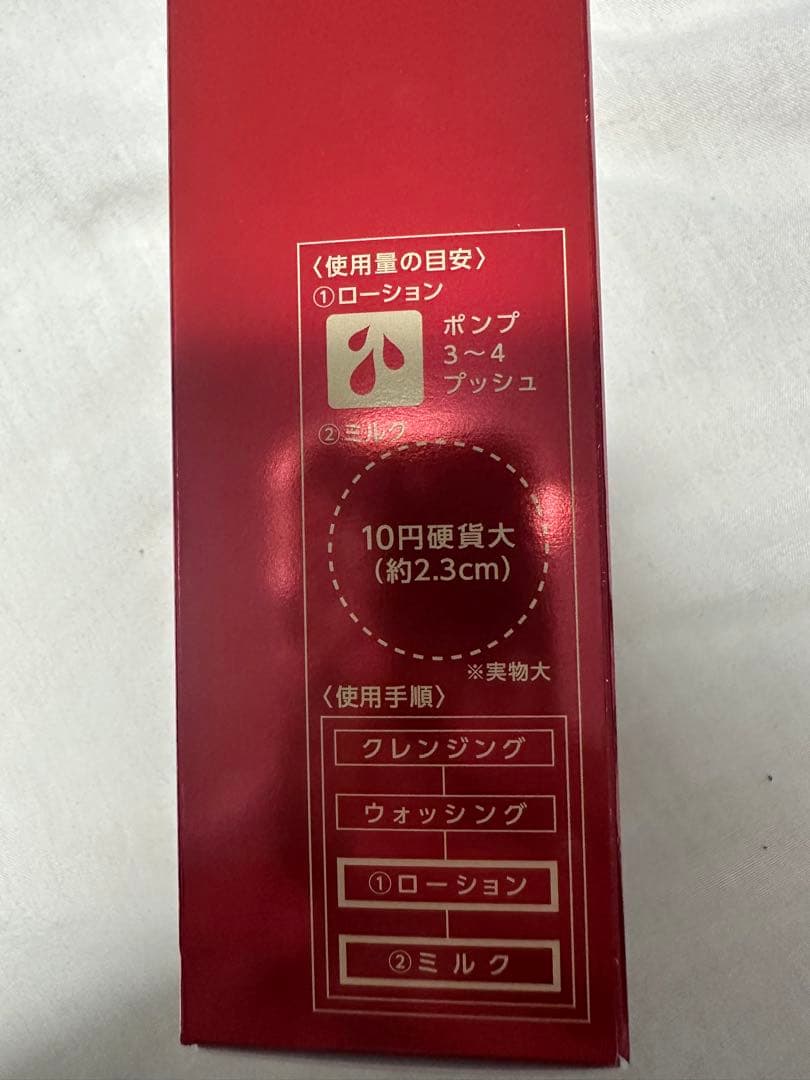 〈使用量の目安〉
①ローション
ポンプ
3～4
プッシュ
②ミルク
10円硬貨大
（約2.3cm）
※実物大
〈使用手順〉
クレンジング
ウォッシング
①ローション
②ミルク